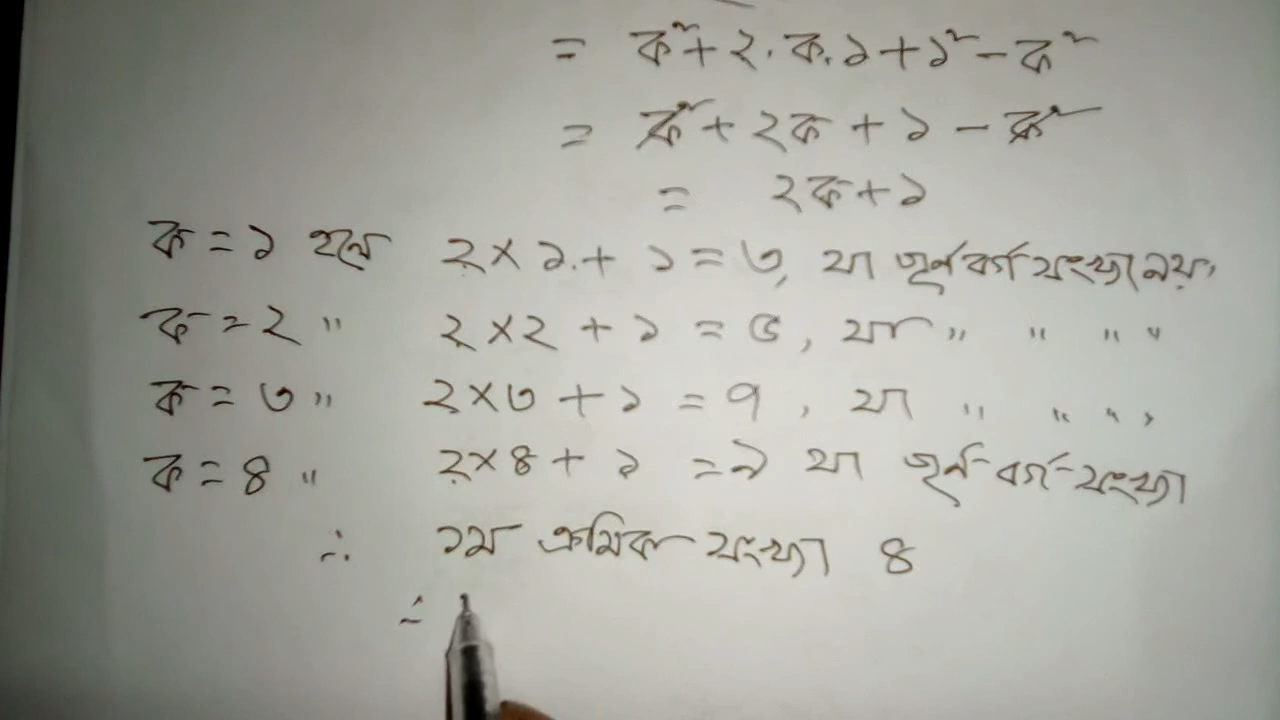 = ক² + ২. ক. ১ + ১² - ক²
= ক² + ২ক + ১ - ক²
= ২ক + ১
ক = ১ হলে ২ × ১ + ১ = ৩, যা পূর্ণবর্গ সংখ্যা নয়,
ক = ২ " ২ × ২ + ১ = ৫, যা " " " "
ক = ৩ " ২ × ৩ + ১ = ৭, যা " " " ,
ক = ৪ " ২ × ৪ + ১ = ৯ যা পূর্ণ বর্গ সংখ্যা
∴ ১ম ক্রমিক সংখ্যা ৪
∴